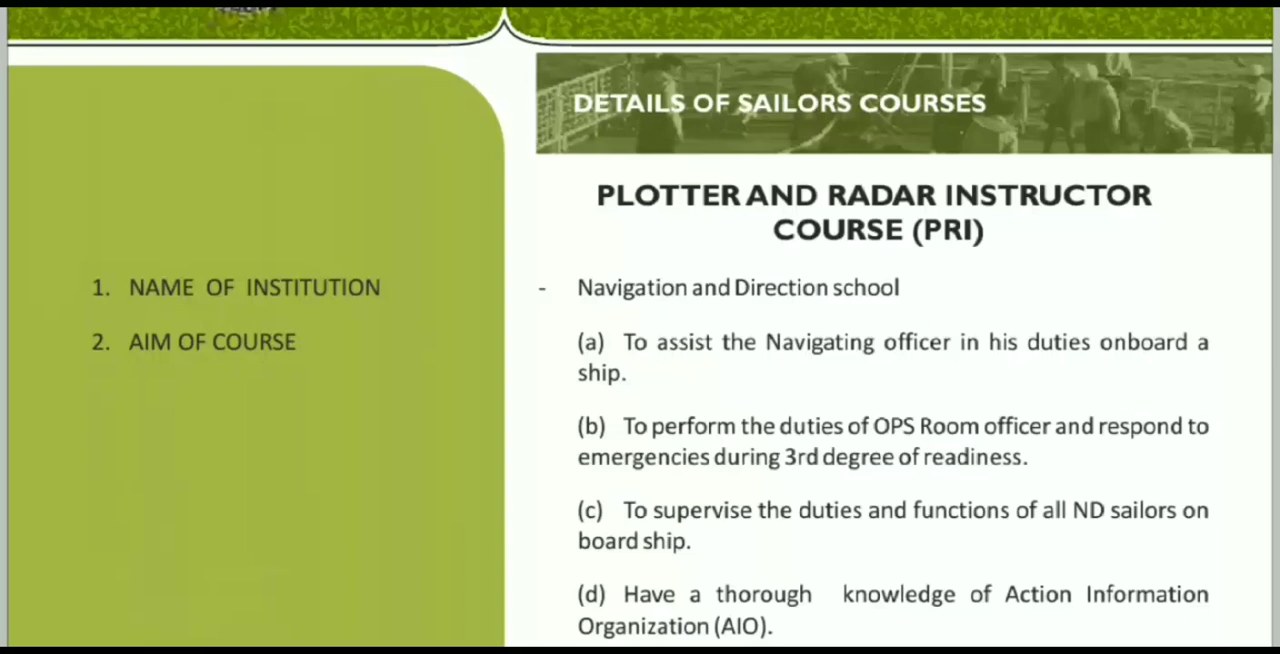 DETAILS OF SAILORS COURSES
PLOTTER AND RADAR INSTRUCTOR
COURSE (PRI)
1. NAME OF INSTITUTION - Navigation and Direction school
2. AIM OF COURSE (a) To assist the Navigating officer in his duties onboard a
ship.
(b) To perform the duties of OPS Room officer and respond to
emergencies during 3rd degree of readiness.
(c) To supervise the duties and functions of all ND sailors on
board ship.
(d) Have a thorough knowledge of Action Information
Organization (AIO).